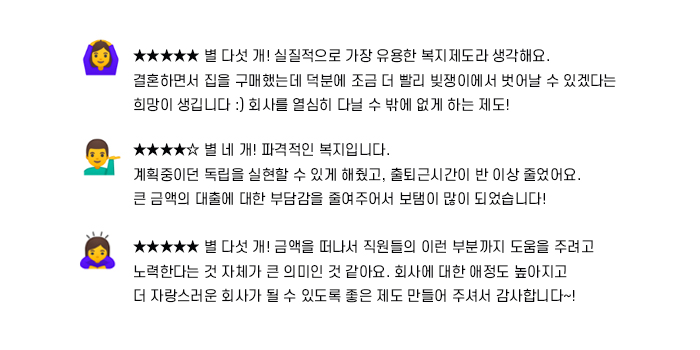 ★★★★★ 별 다섯 개! 실질적으로 가장 유용한 복지제도라 생각해요.
결혼하면서 집을 구매했는데 덕분에 조금 더 빨리 빚쟁이에서 벗어날 수 있겠다는
희망이 생깁니다 :) 회사를 열심히 다닐 수 밖에 없게 하는 제도!
★★★★☆ 별 네 개! 파격적인 복지입니다.
계획중이던 독립을 실현할 수 있게 해줬고, 출퇴근시간이 반 이상 줄었어요.
큰 금액의 대출에 대한 부담감을 줄여주어서 보탬이 많이 되었습니다!
★★★★★ 별 다섯 개! 금액을 떠나서 직원들의 이런 부분까지 도움을 주려고
노력한다는 것 자체가 큰 의미인 것 같아요. 회사에 대한 애정도 높아지고
더 자랑스러운 회사가 될 수 있도록 좋은 제도 만들어 주셔서 감사합니다~!